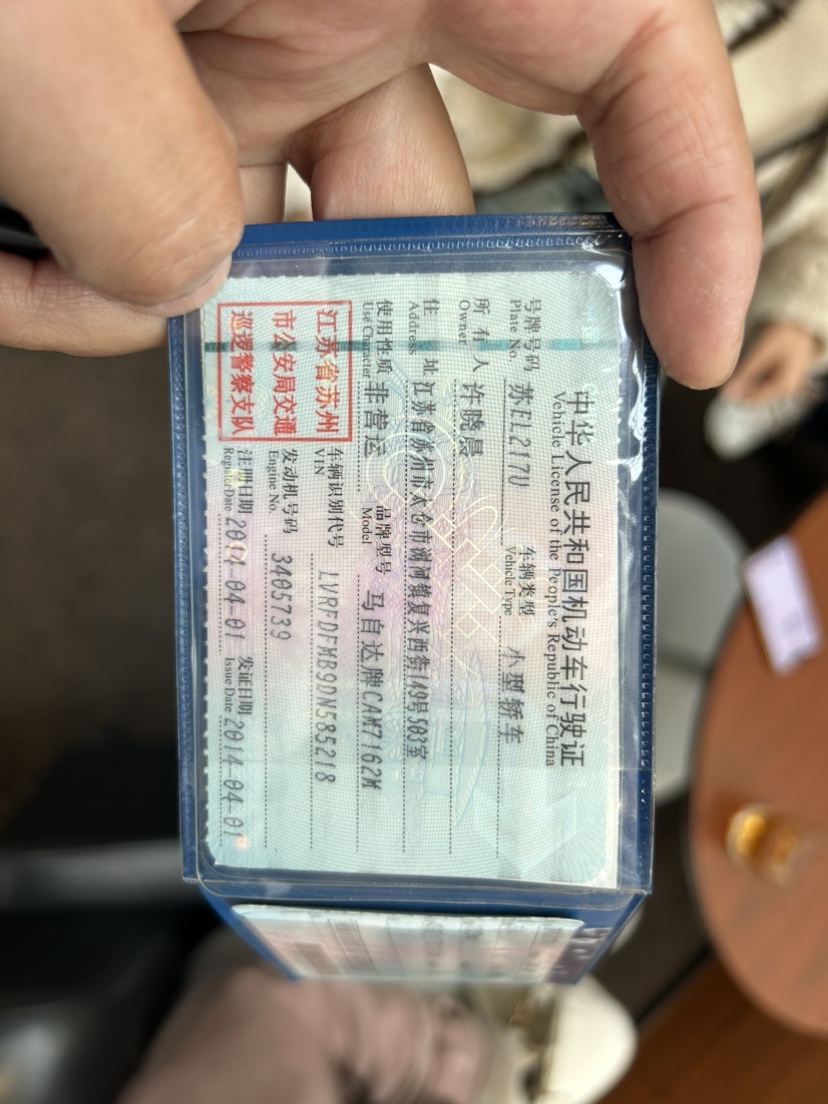 中华人民共和国机动车行驶证
Vehicle License of the People's Republic of China
号牌号码 苏EL217U 车辆类型 小型轿车
Plate No. Vehicle Type
所有人 许晓晨
Owner
住址 江苏省苏州市太仓市浏河镇复兴西街149号503室
Address
使用性质 非营运 品牌型号 马自达牌CAM7162M
Use Character Model
江苏省苏州
市公安局交通
巡逻警察支队
车辆识别代号 LVRFDFMB9DN585218
VIN
发动机号码 3405739
Engine No.
注册日期 2014-04-01 发证日期 2014-04-01
Register Date Issue Date